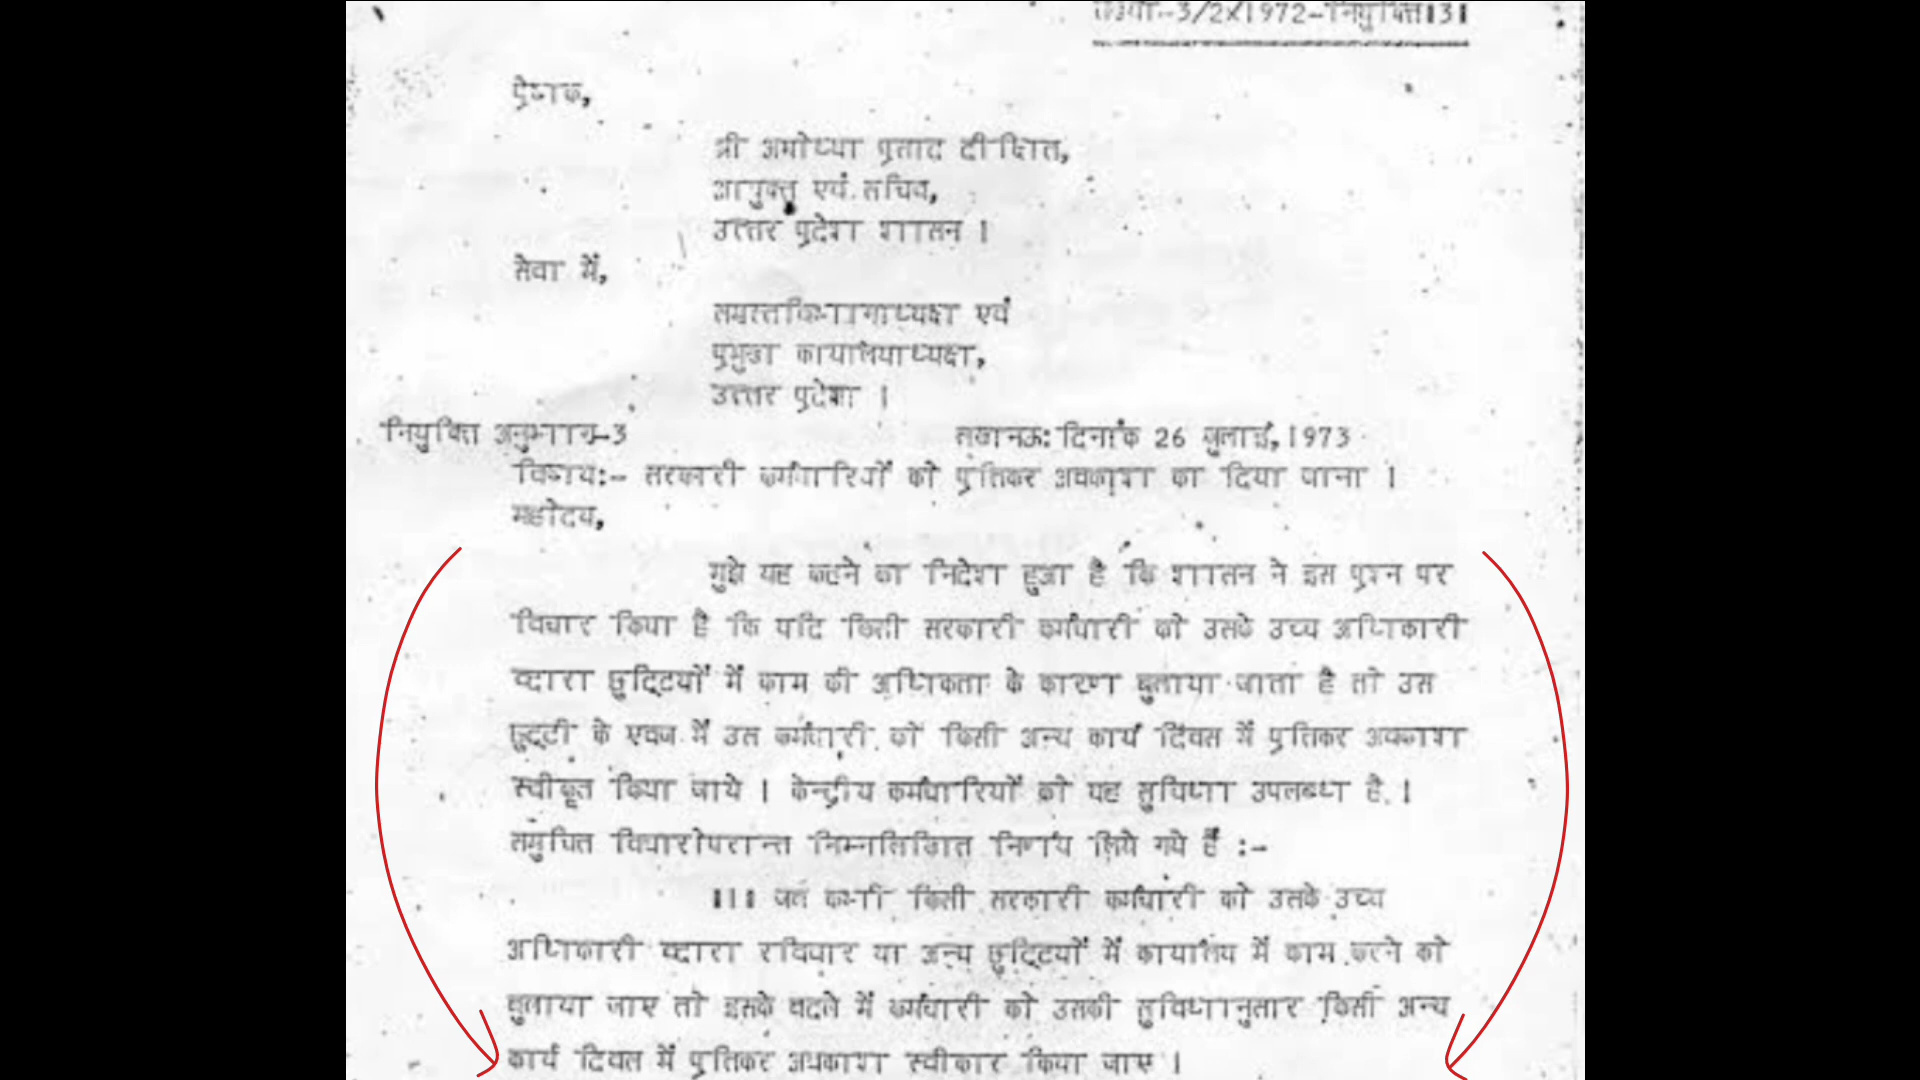 संख्या-3/2x1972-नियुक्ति।3।
प्रेषक,
श्री अयोध्या प्रसाद दीक्षित,
आयुक्त एवं सचिव,
उत्तर प्रदेश शासन ।
सेवा में,
समस्त विभागाध्यक्ष एवं
प्रमुख कार्यालयाध्यक्ष,
उत्तर प्रदेश ।
नियुक्ति अनुभाग-3 लखनऊ: दिनांक 26 जुलाई, 1973
विषय:- सरकारी कर्मचारियों को प्रतिकर अवकाश का दिया जाना ।
महोदय,
मुझे यह कहने का निदेश हुआ है कि शासन ने इस प्रश्न पर
विचार किया है कि यदि किसी सरकारी कर्मचारी को उसके उच्च अधिकारी
द्वारा छुट्टियों में काम की अधिकता के कारण बुलाया जाता है तो उस
छुट्टी के एवज में उस कर्मचारी को किसी अन्य कार्य दिवस में प्रतिकर अवकाश
स्वीकृत किया जाये । केन्द्रीय कर्मचारियों को यह सुविधा उपलब्ध है ।
समुचित विचारोपरान्त निम्नलिखित निर्णय लिये गये हैं :-
।1। जब कभी किसी सरकारी कर्मचारी को उसके उच्च
अधिकारी द्वारा रविवार या अन्य छुट्टियों में कार्यालय में काम करने को
बुलाया जाए तो इसके बदले में कर्मचारी को उसकी सुविधानुसार किसी अन्य
कार्य दिवस में प्रतिकर अवकाश स्वीकार किया जाए ।